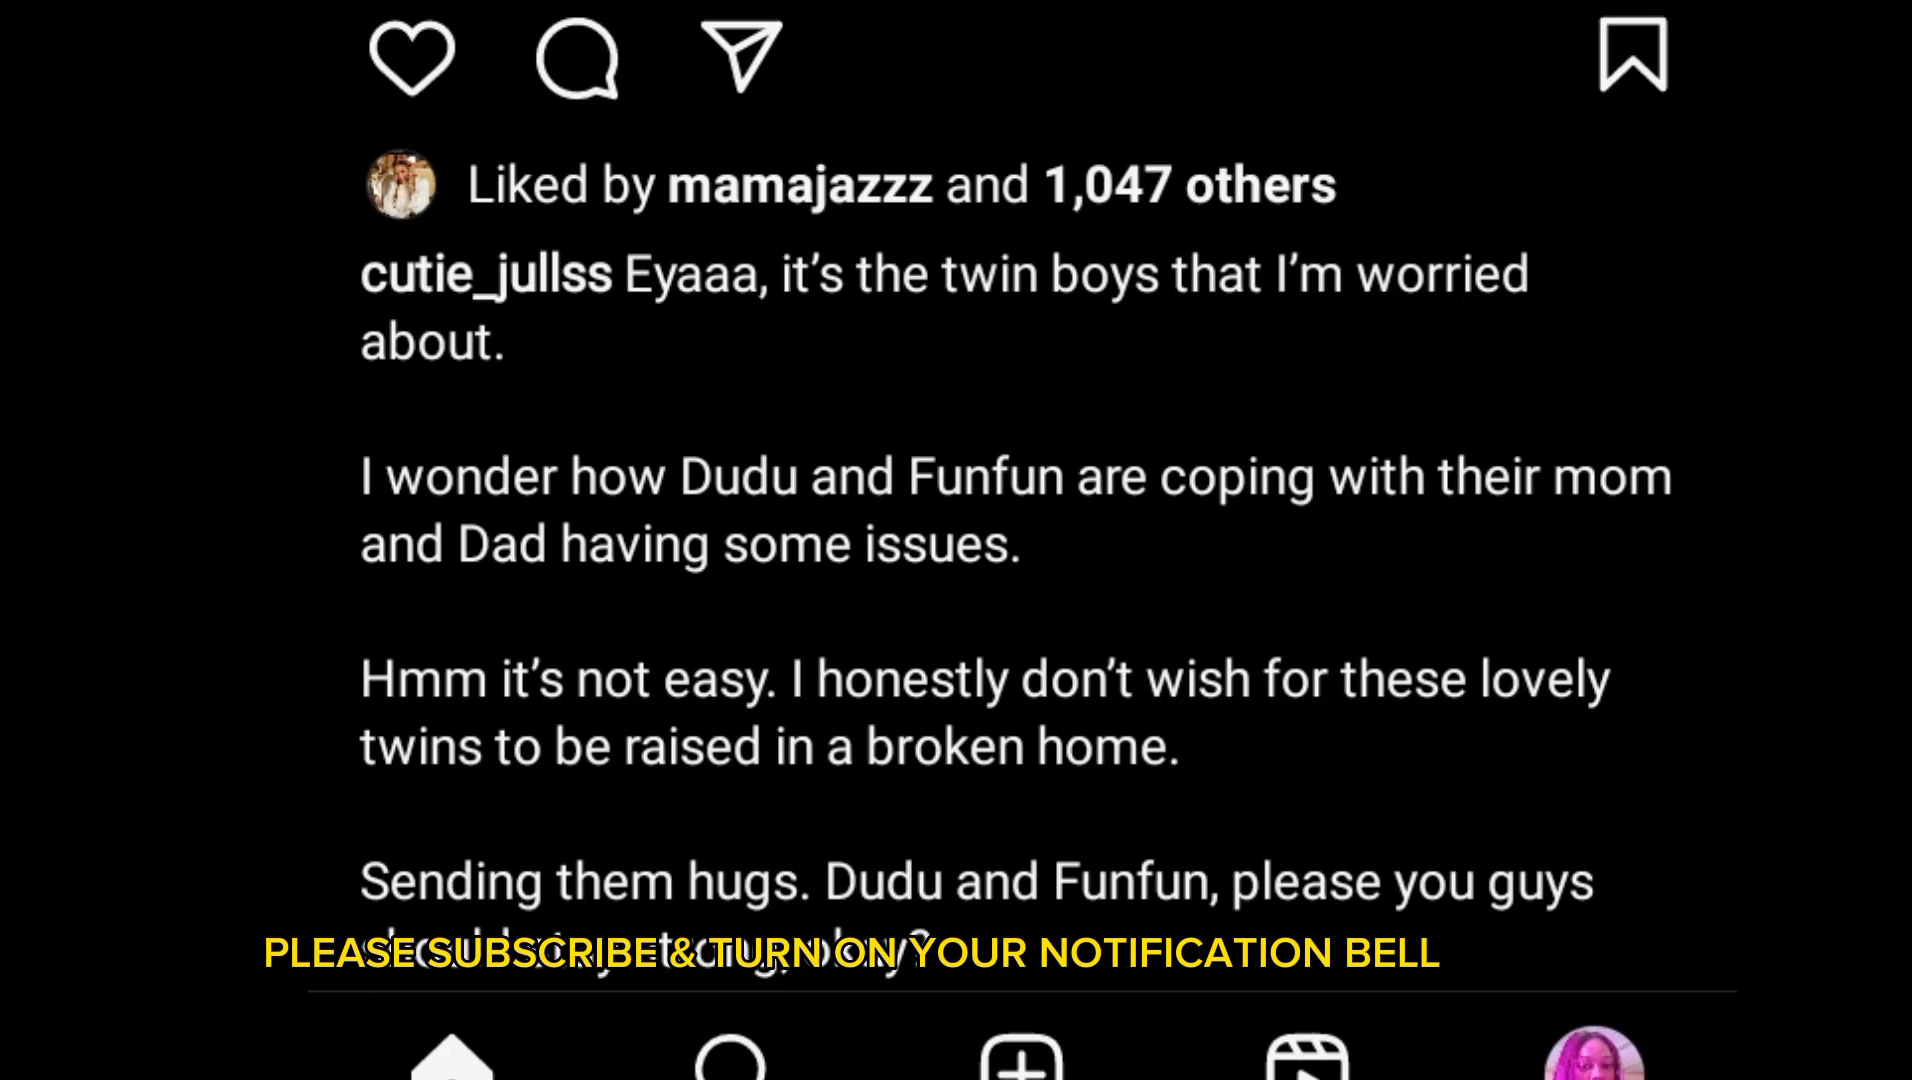 Liked by mamajazzz and 1,047 others
cutie_jullss Eyaaa, it’s the twin boys that I’m worried
about.
I wonder how Dudu and Funfun are coping with their mom
and Dad having some issues.
Hmm it’s not easy. I honestly don’t wish for these lovely
twins to be raised in a broken home.
Sending them hugs. Dudu and Funfun, please you guys
PLEASE SUBSCRIBE & TURN ON YOUR NOTIFICATION BELL